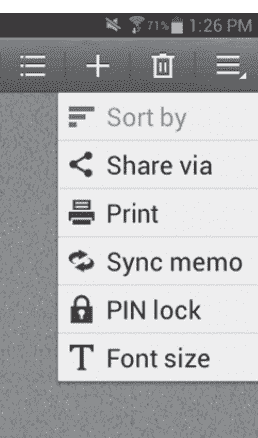 71% 1:26 PM
Sort by
Share via
Print
Sync memo
PIN lock
Font size